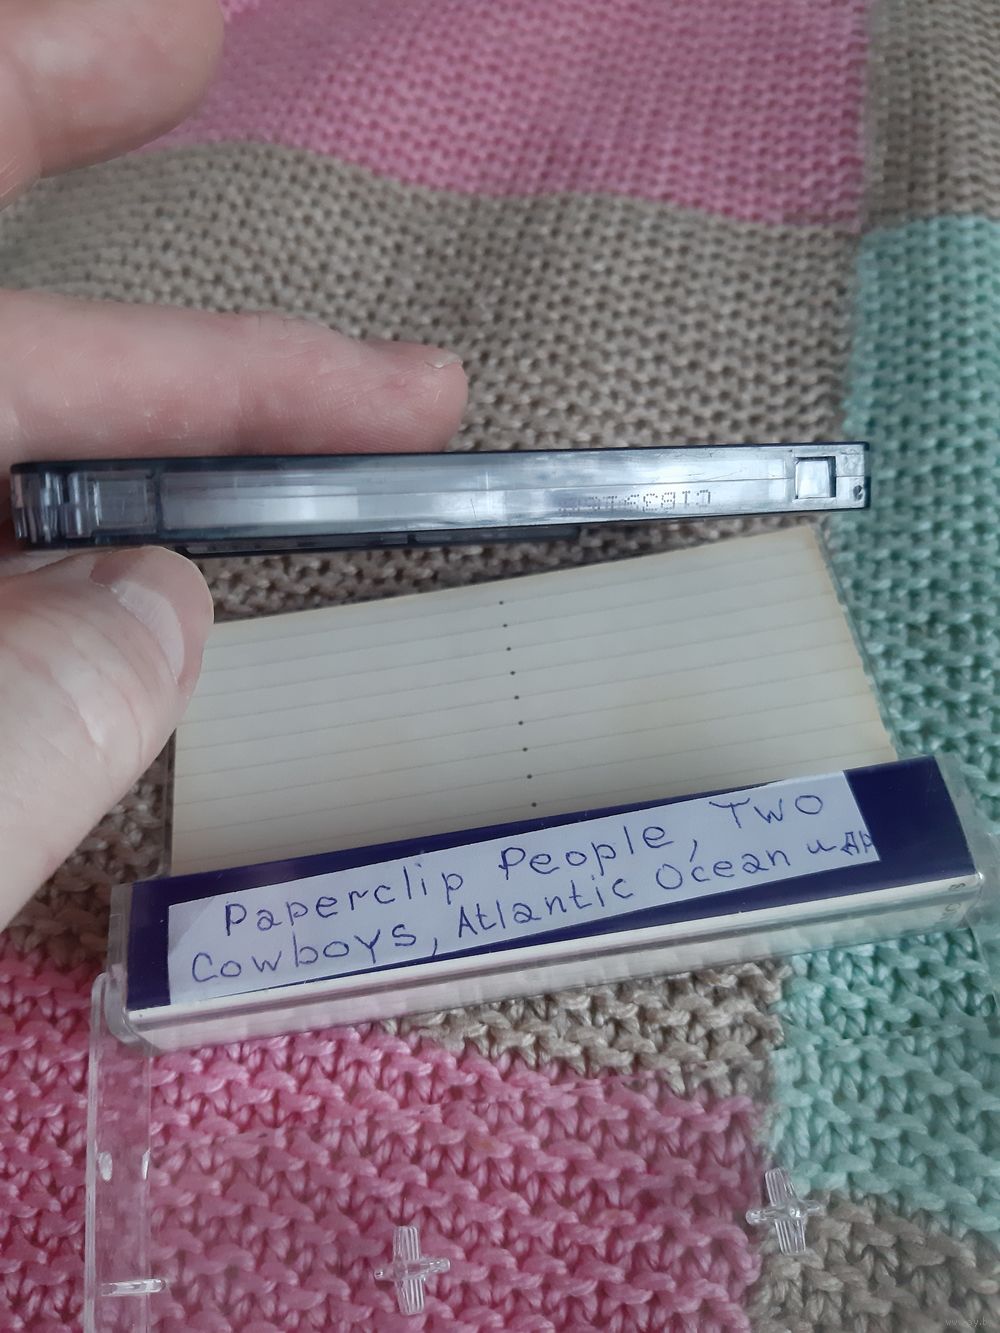 Paperclip People, Two
Cowboys, Atlantic Ocean и др